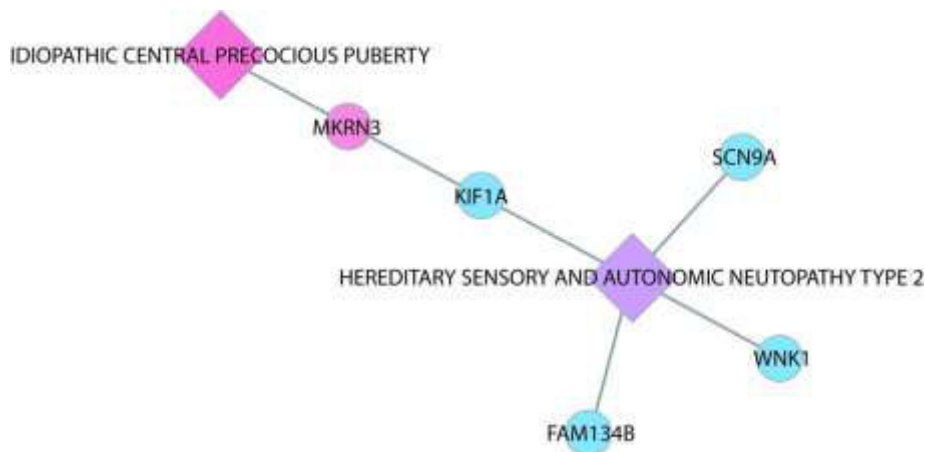 IDIOPATHIC CENTRAL PRECOCIOUS PUBERTY
MKRN3
SCN9A
KIF1A
HEREDITARY SENSORY AND AUTONOMIC NEUTOPATHY TYPE 2
WNK1
FAM134B